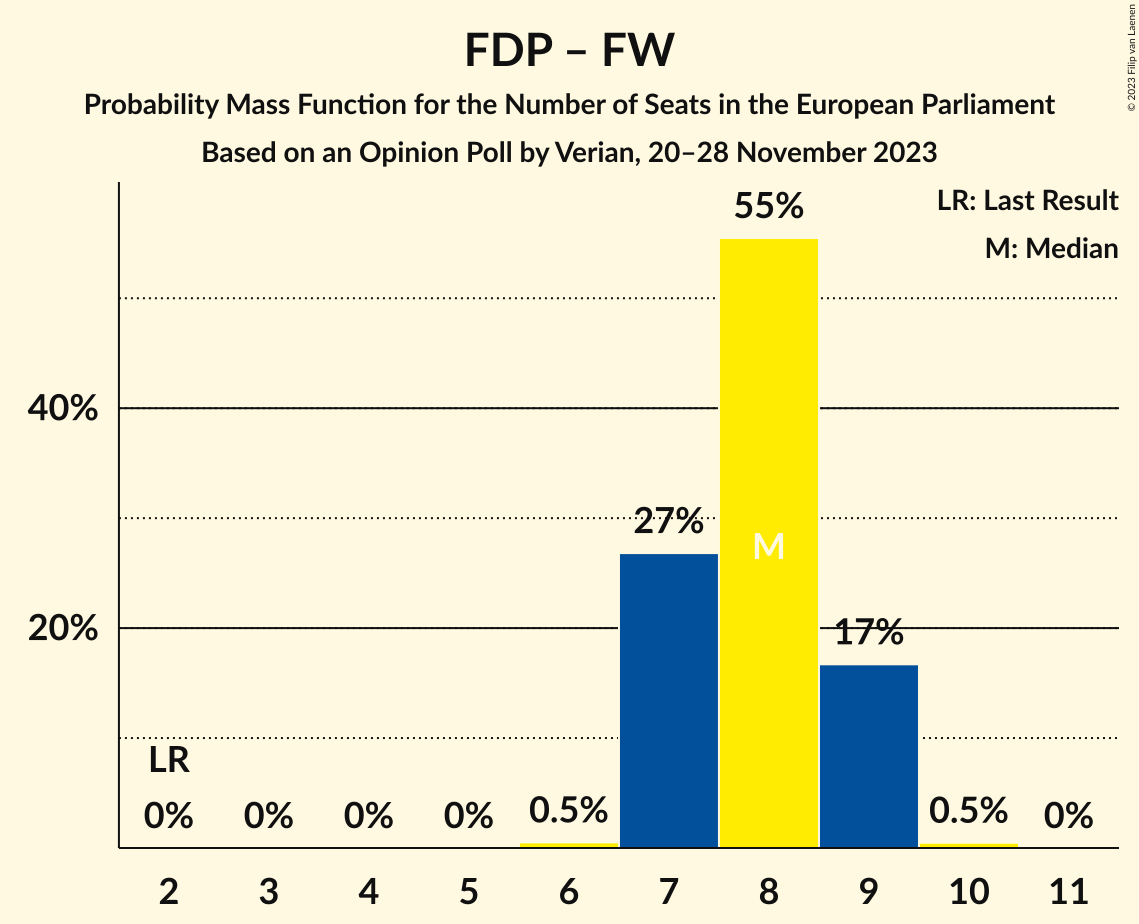 FDP – FW
Probability Mass Function for the Number of Seats in the European Parliament
Based on an Opinion Poll by Verian, 20–28 November 2023
© 2023 Filip van Laenen
LR: Last Result
M: Median
55%
40%
27%
M
20%
17%
LR
0% 0% 0% 0% 0.5% 0.5% 0%
2 3 4 5 6 7 8 9 10 11